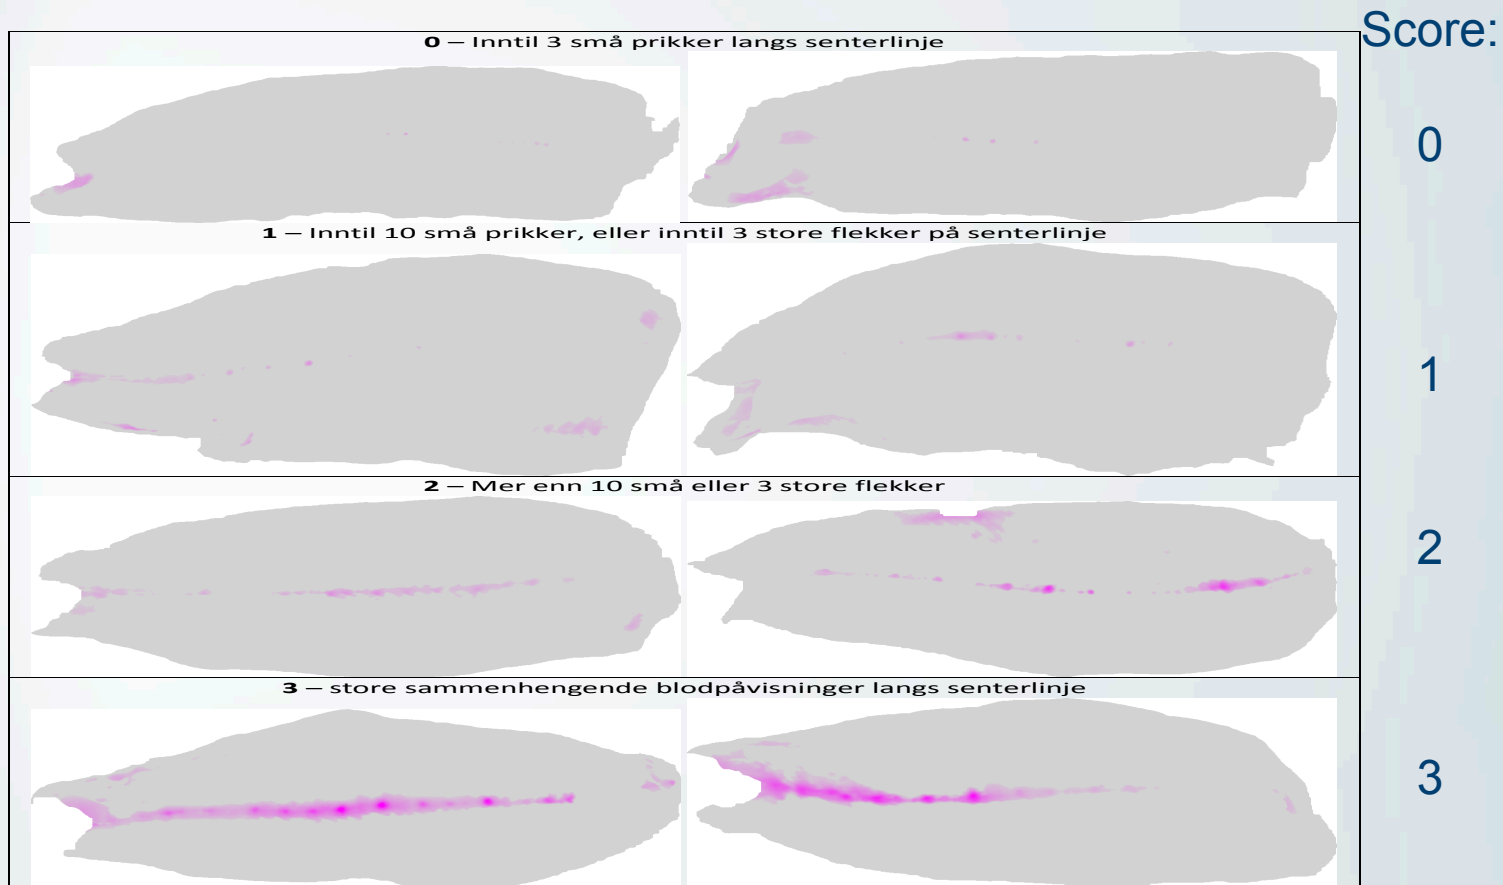 Score:
0 – Inntil 3 små prikker langs senterlinje
0
1 – Inntil 10 små prikker, eller inntil 3 store flekker på senterlinje
1
2 – Mer enn 10 små eller 3 store flekker
2
3 – store sammenhengende blodpåvisninger langs senterlinje
3